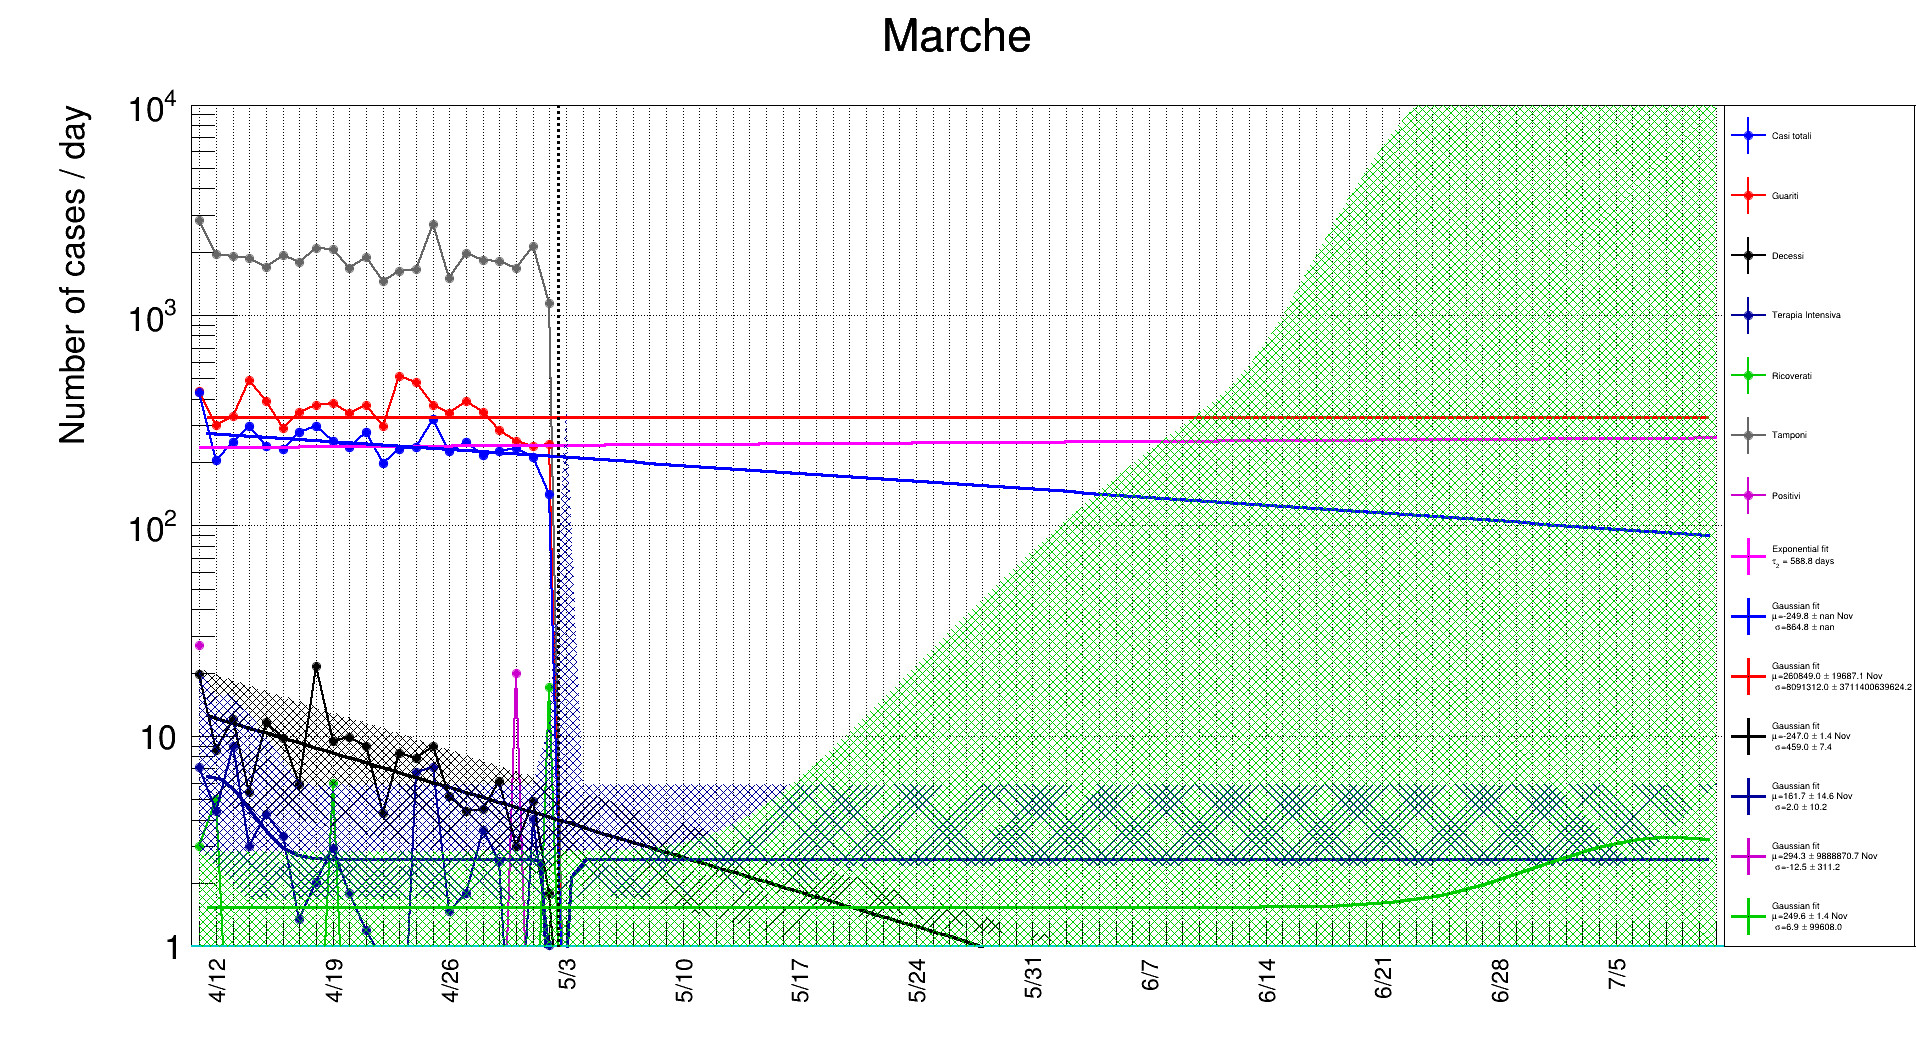 Marche
Number of cases / day
10^4
10^3
10^2
10
1
4/12
4/19
4/26
5/3
5/10
5/17
5/24
5/31
6/7
6/14
6/21
6/28
7/5
Casi totali
Guariti
Decessi
Terapia Intensiva
Ricoverati
Tamponi
Positivi
Exponential fit
τ_2 = 588.8 days
Gaussian fit
μ=-249.8 ± nan Nov
σ=864.8 ± nan
Gaussian fit
μ=260849.0 ± 19687.1 Nov
σ=8091312.0 ± 3711400639624.2
Gaussian fit
μ=-247.0 ± 1.4 Nov
σ=459.0 ± 7.4
Gaussian fit
μ=161.7 ± 14.6 Nov
σ=2.0 ± 10.2
Gaussian fit
μ=294.3 ± 9888870.7 Nov
σ=-12.5 ± 311.2
Gaussian fit
μ=249.6 ± 1.4 Nov
σ=6.9 ± 99608.0